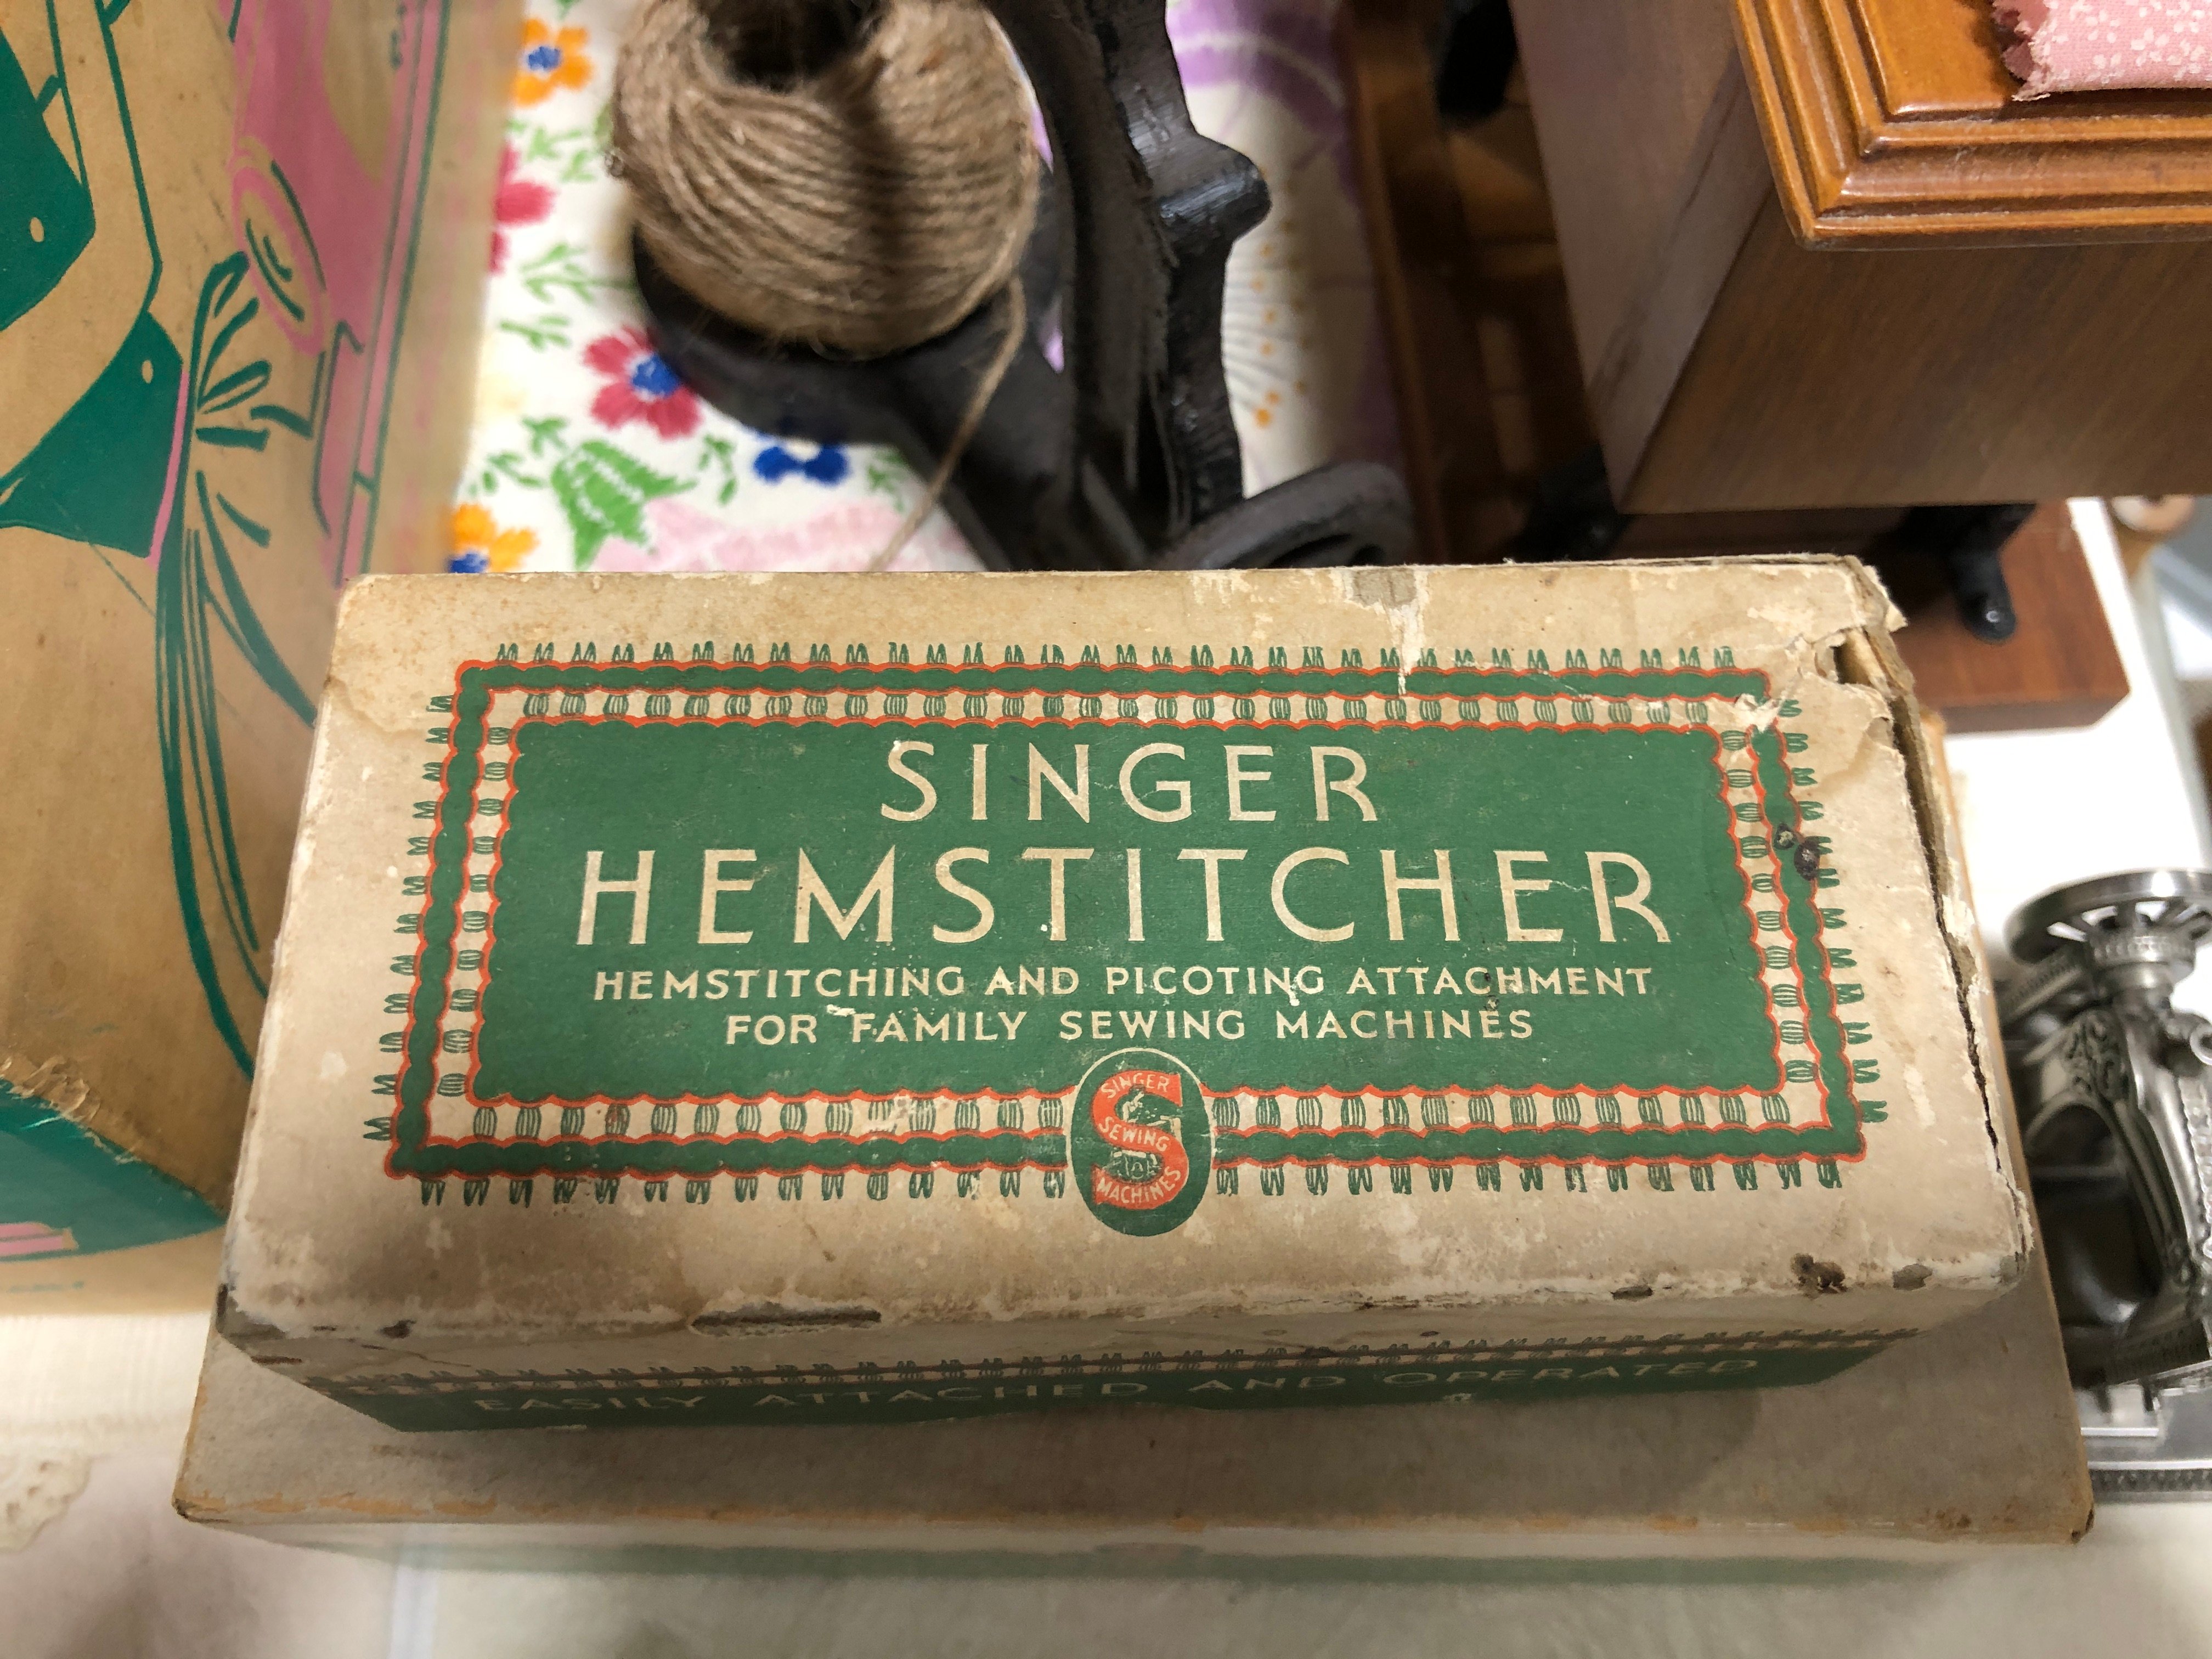 SINGER
HEMSTITCHER
HEMSTITCHING AND PICOTING ATTACHMENT
FOR FAMILY SEWING MACHINES
SINGER
SEWING
MACHINES
EASILY ATTACHED AND OPERATED